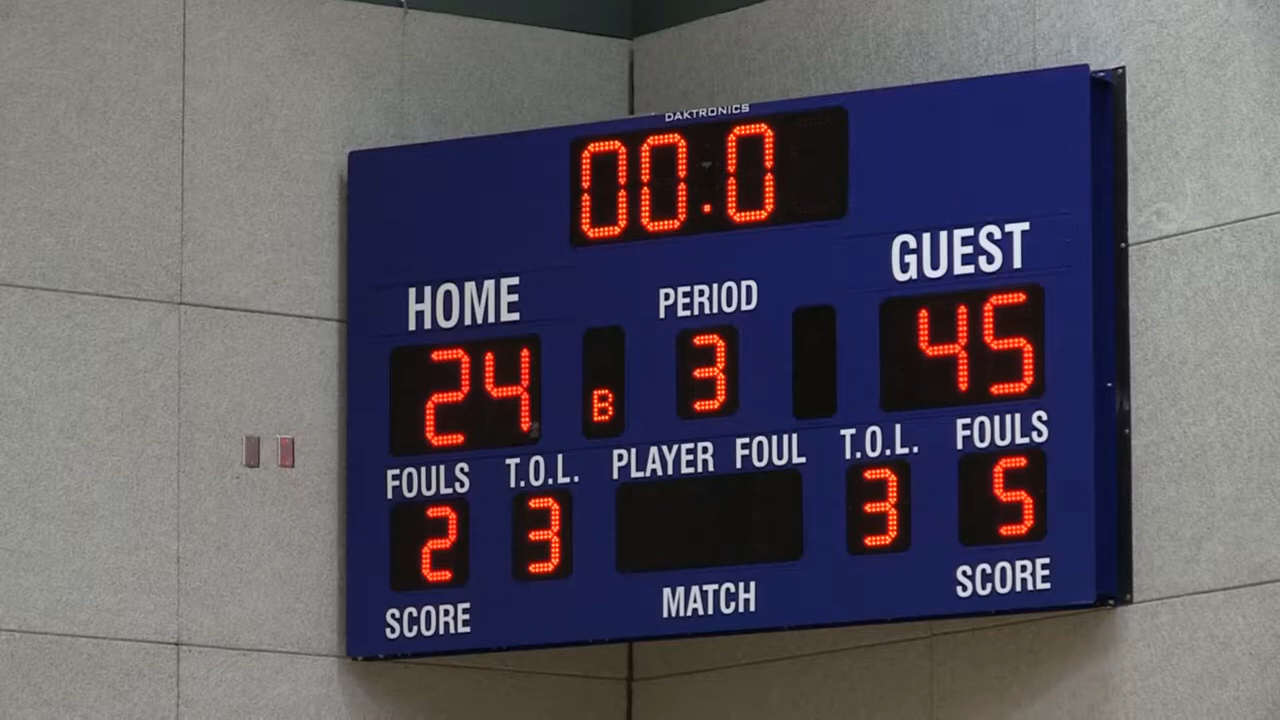 DAKTRONICS
00.0
HOME PERIOD GUEST
24 B 3 45
FOULS T.O.L. PLAYER FOUL T.O.L. FOULS
2 3 3 5
SCORE MATCH SCORE